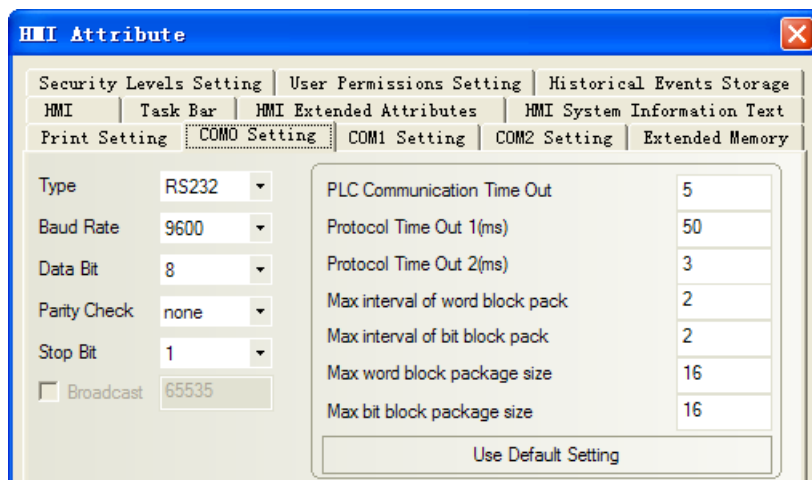 HMI Attribute
Security Levels Setting User Permissions Setting Historical Events Storage
HMI Task Bar HMI Extended Attributes HMI System Information Text
Print Setting COM0 Setting COM1 Setting COM2 Setting Extended Memory
Type RS232 PLC Communication Time Out 5
Baud Rate 9600 Protocol Time Out 1(ms) 50
Data Bit 8 Protocol Time Out 2(ms) 3
Parity Check none Max interval of word block pack 2
Stop Bit 1 Max interval of bit block pack 2
Broadcast 65535 Max word block package size 16
Max bit block package size 16
Use Default Setting